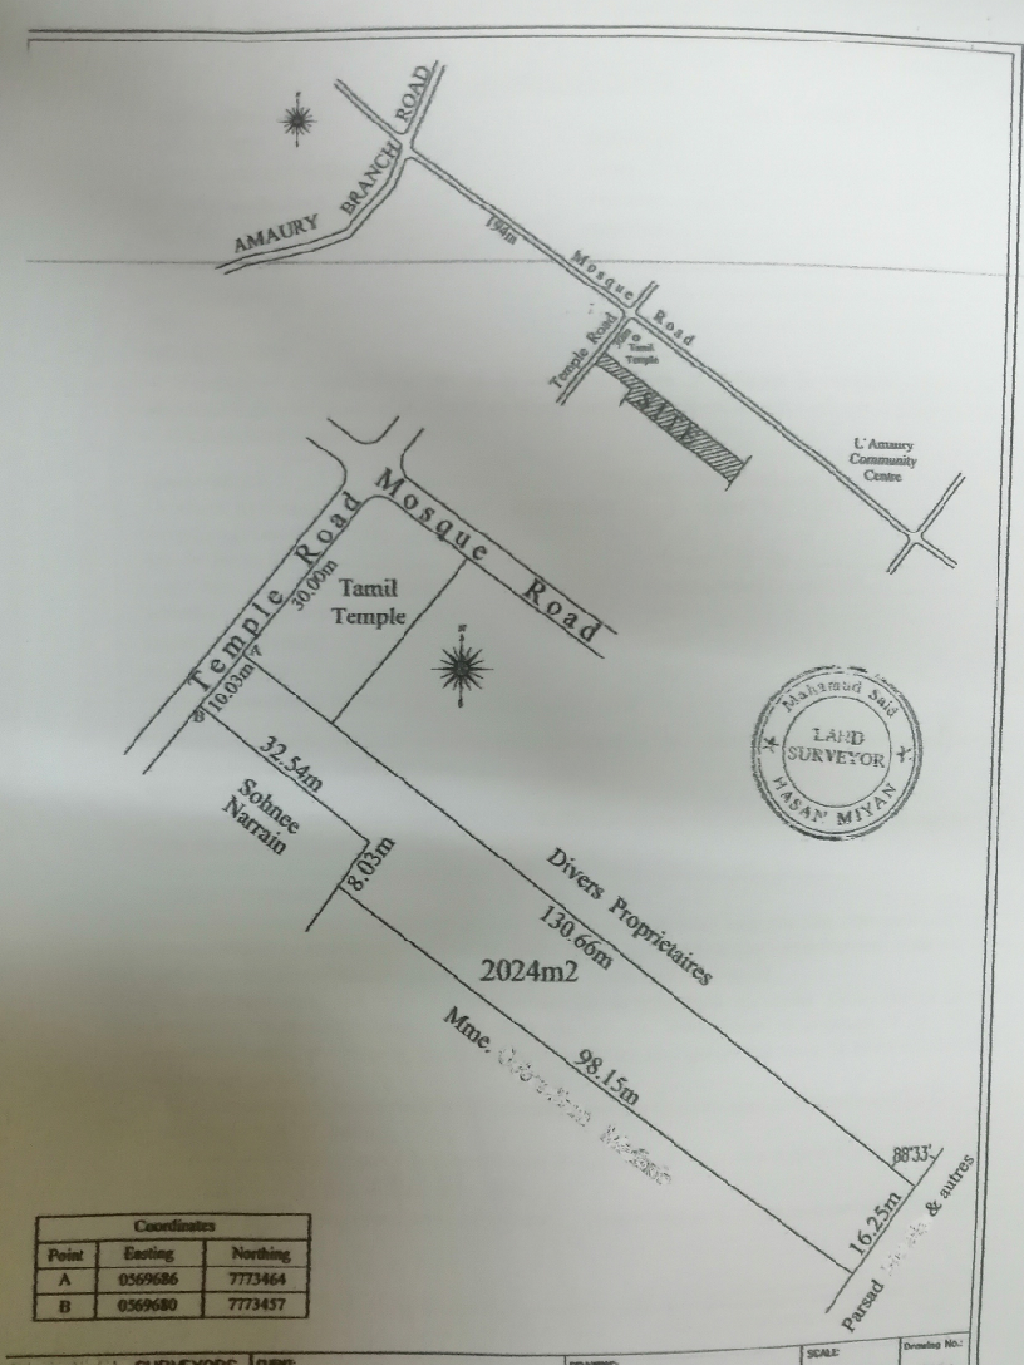 AMAURY BRANCH ROAD
194m
Mosque Road
Temple Road
30m
Tamil
Temple
SITE
L'Amaury
Community
Centre
Mosque Road
Temple Road
30.00m
Tamil
Temple
A
10.03m
B
32.54m
Sohnee
Narrain
8.03m
Mahamud Said
LAND
SURVEYOR
HASAN MIYAN
Divers Proprietaires
130.66m
2024m2
Mme.
98.15m
88°33'
16.25m
Parsad & autres
Coordinates
Point Easting Northing
A 0569686 7773464
B 0569680 7773457
SURVEYORS
SCALE:
Drawing No.: